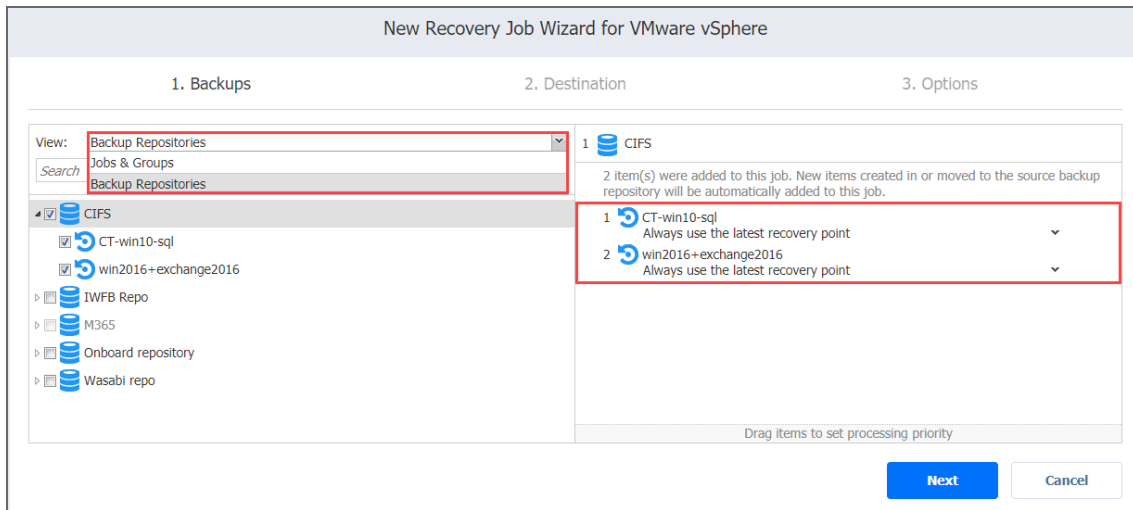 New Recovery Job Wizard for VMware vSphere
1. Backups
2. Destination
3. Options
View:
Backup Repositories
Jobs & Groups
Backup Repositories
Search
CIFS
CT-win10-sql
win2016+exchange2016
IWFB Repo
M365
Onboard repository
Wasabi repo
1 CIFS
2 item(s) were added to this job. New items created in or moved to the source backup
repository will be automatically added to this job.
1 CT-win10-sql
Always use the latest recovery point
2 win2016+exchange2016
Always use the latest recovery point
Drag items to set processing priority
Next
Cancel